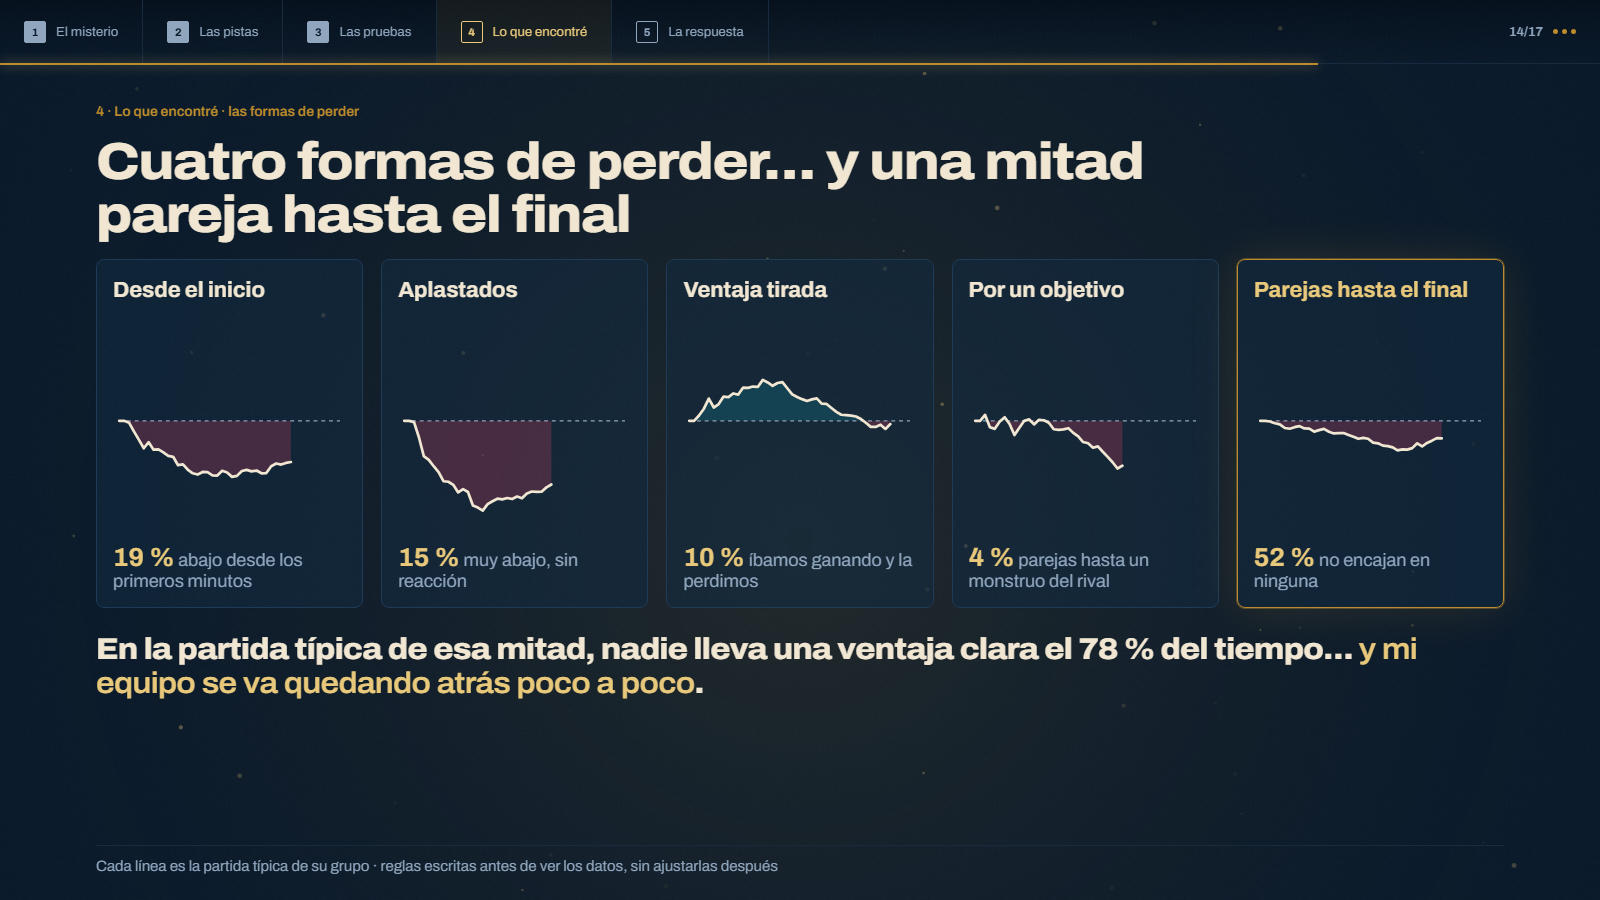 1 El misterio
2 Las pistas
3 Las pruebas
4 Lo que encontré
5 La respuesta
14/17
4 · Lo que encontré · las formas de perder
Cuatro formas de perder... y una mitad
pareja hasta el final
Desde el inicio
19 % abajo desde los
primeros minutos
Aplastados
15 % muy abajo, sin
reacción
Ventaja tirada
10 % íbamos ganando y la
perdimos
Por un objetivo
4 % parejas hasta un
monstruo del rival
Parejas hasta el final
52 % no encajan en
ninguna
En la partida típica de esa mitad, nadie lleva una ventaja clara el 78 % del tiempo... y mi
equipo se va quedando atrás poco a poco.
Cada línea es la partida típica de su grupo · reglas escritas antes de ver los datos, sin ajustarlas después